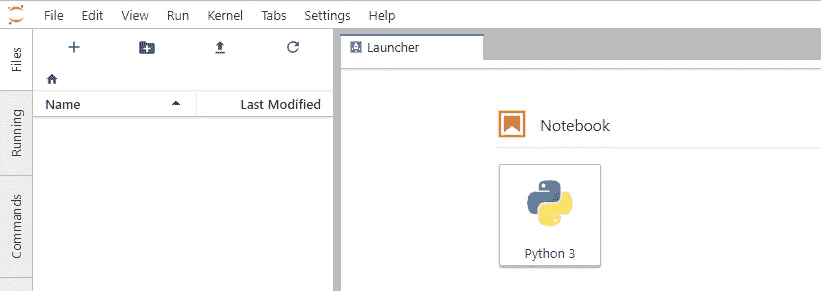 File Edit View Run Kernel Tabs Settings Help
Files
Running
Commands
Name Last Modified
Launcher
Notebook
Python 3